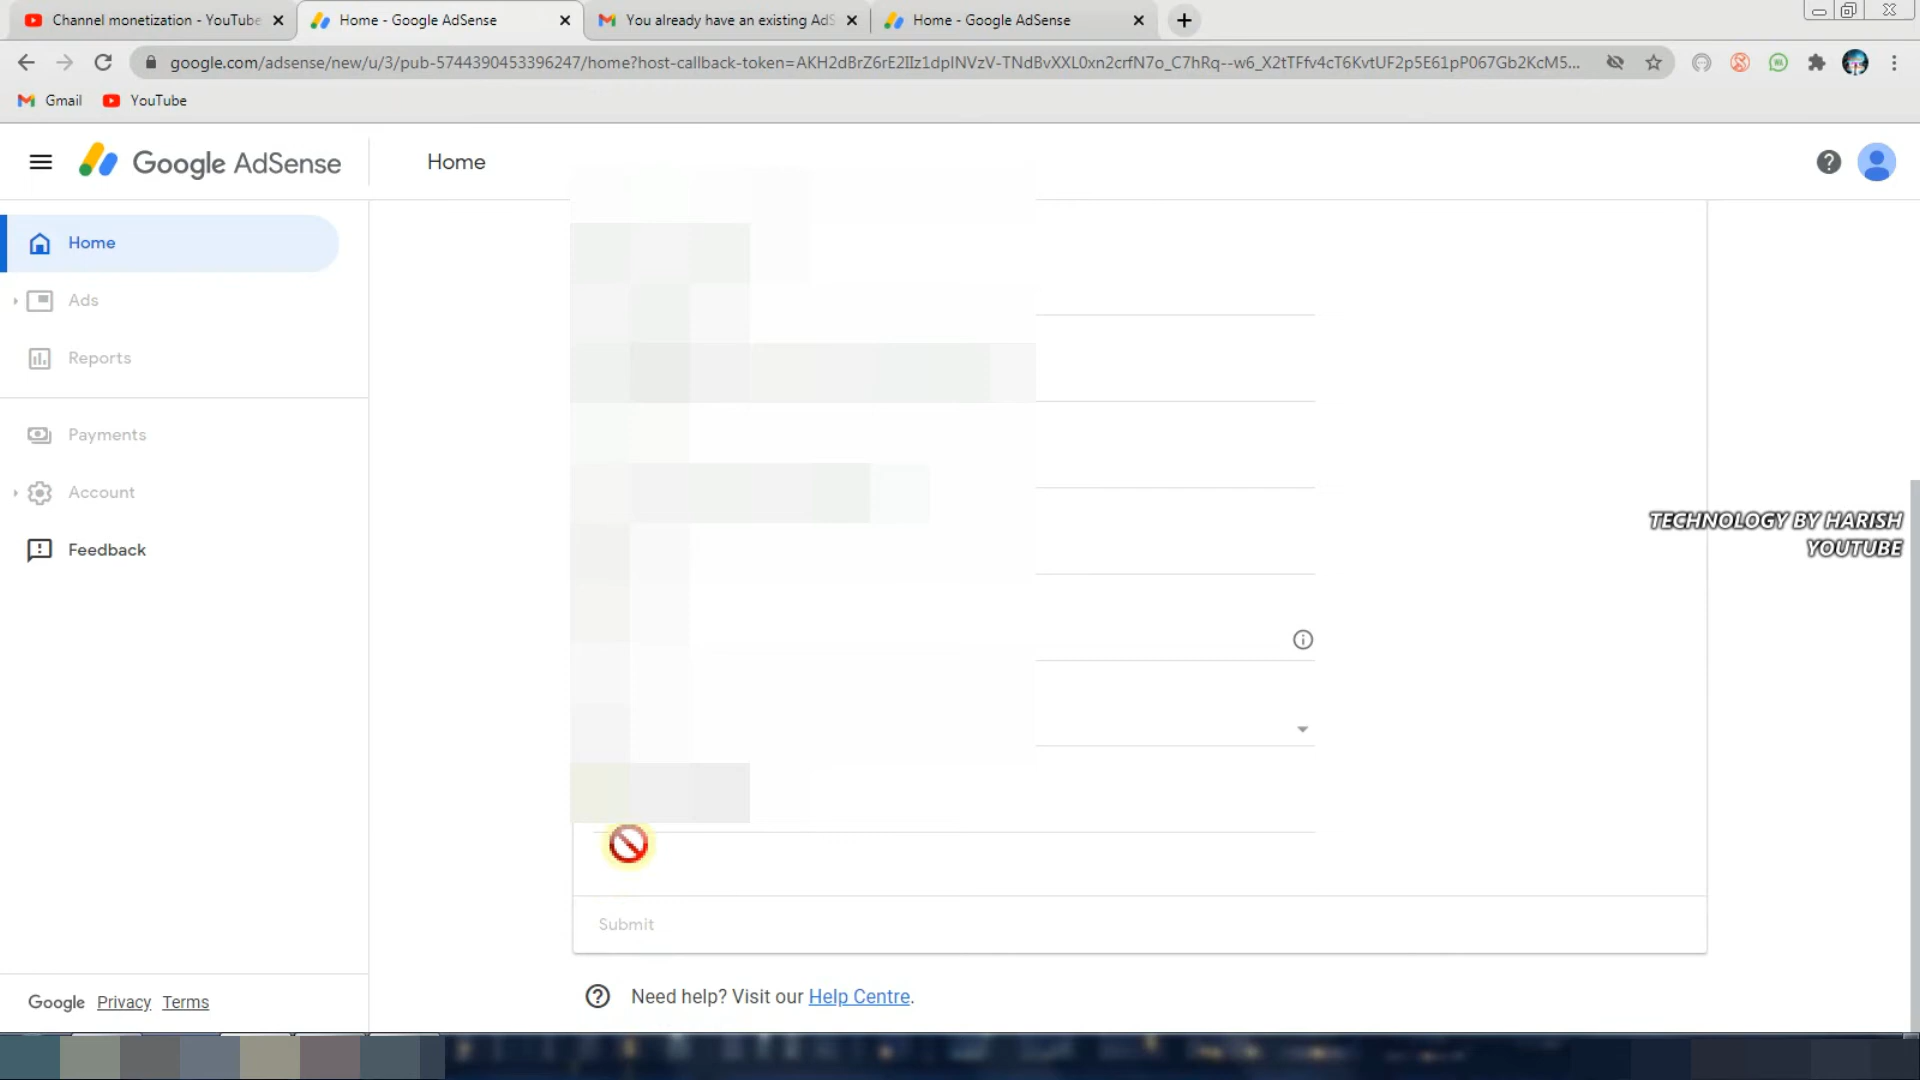 Channel monetization - YouTube
Home - Google AdSense
You already have an existing AdS
Home - Google AdSense
google.com/adsense/new/u/3/pub-5744390453396247/home?host-callback-token=AKH2dBrZ6rE2IIz1dpINVzV-TNdBvXXL0xn2crfN7o_C7hRq--w6_X2tTFfv4cT6KvtUF2p5E61pP067Gb2KcM5...
Gmail
YouTube
Google AdSense
Home
Home
Ads
Reports
Payments
Account
Feedback
TECHNOLOGY BY HARISH
YOUTUBE
Submit
Need help? Visit our Help Centre.
Google Privacy Terms